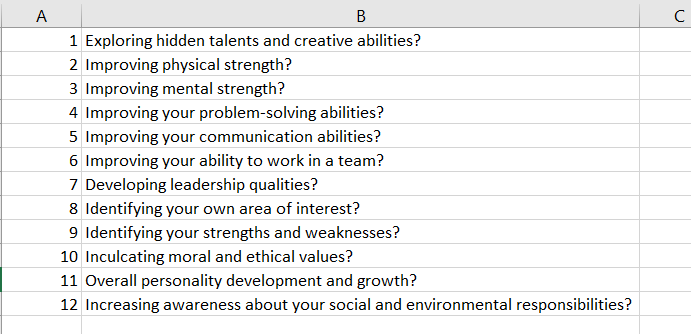 A B C
1 Exploring hidden talents and creative abilities?
2 Improving physical strength?
3 Improving mental strength?
4 Improving your problem-solving abilities?
5 Improving your communication abilities?
6 Improving your ability to work in a team?
7 Developing leadership qualities?
8 Identifying your own area of interest?
9 Identifying your strengths and weaknesses?
10 Inculcating moral and ethical values?
11 Overall personality development and growth?
12 Increasing awareness about your social and environmental responsibilities?